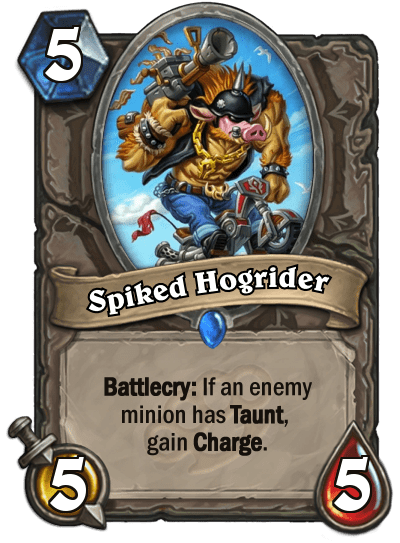 5
Spiked Hogrider
Battlecry: If an enemy
minion has Taunt,
gain Charge.
5 5